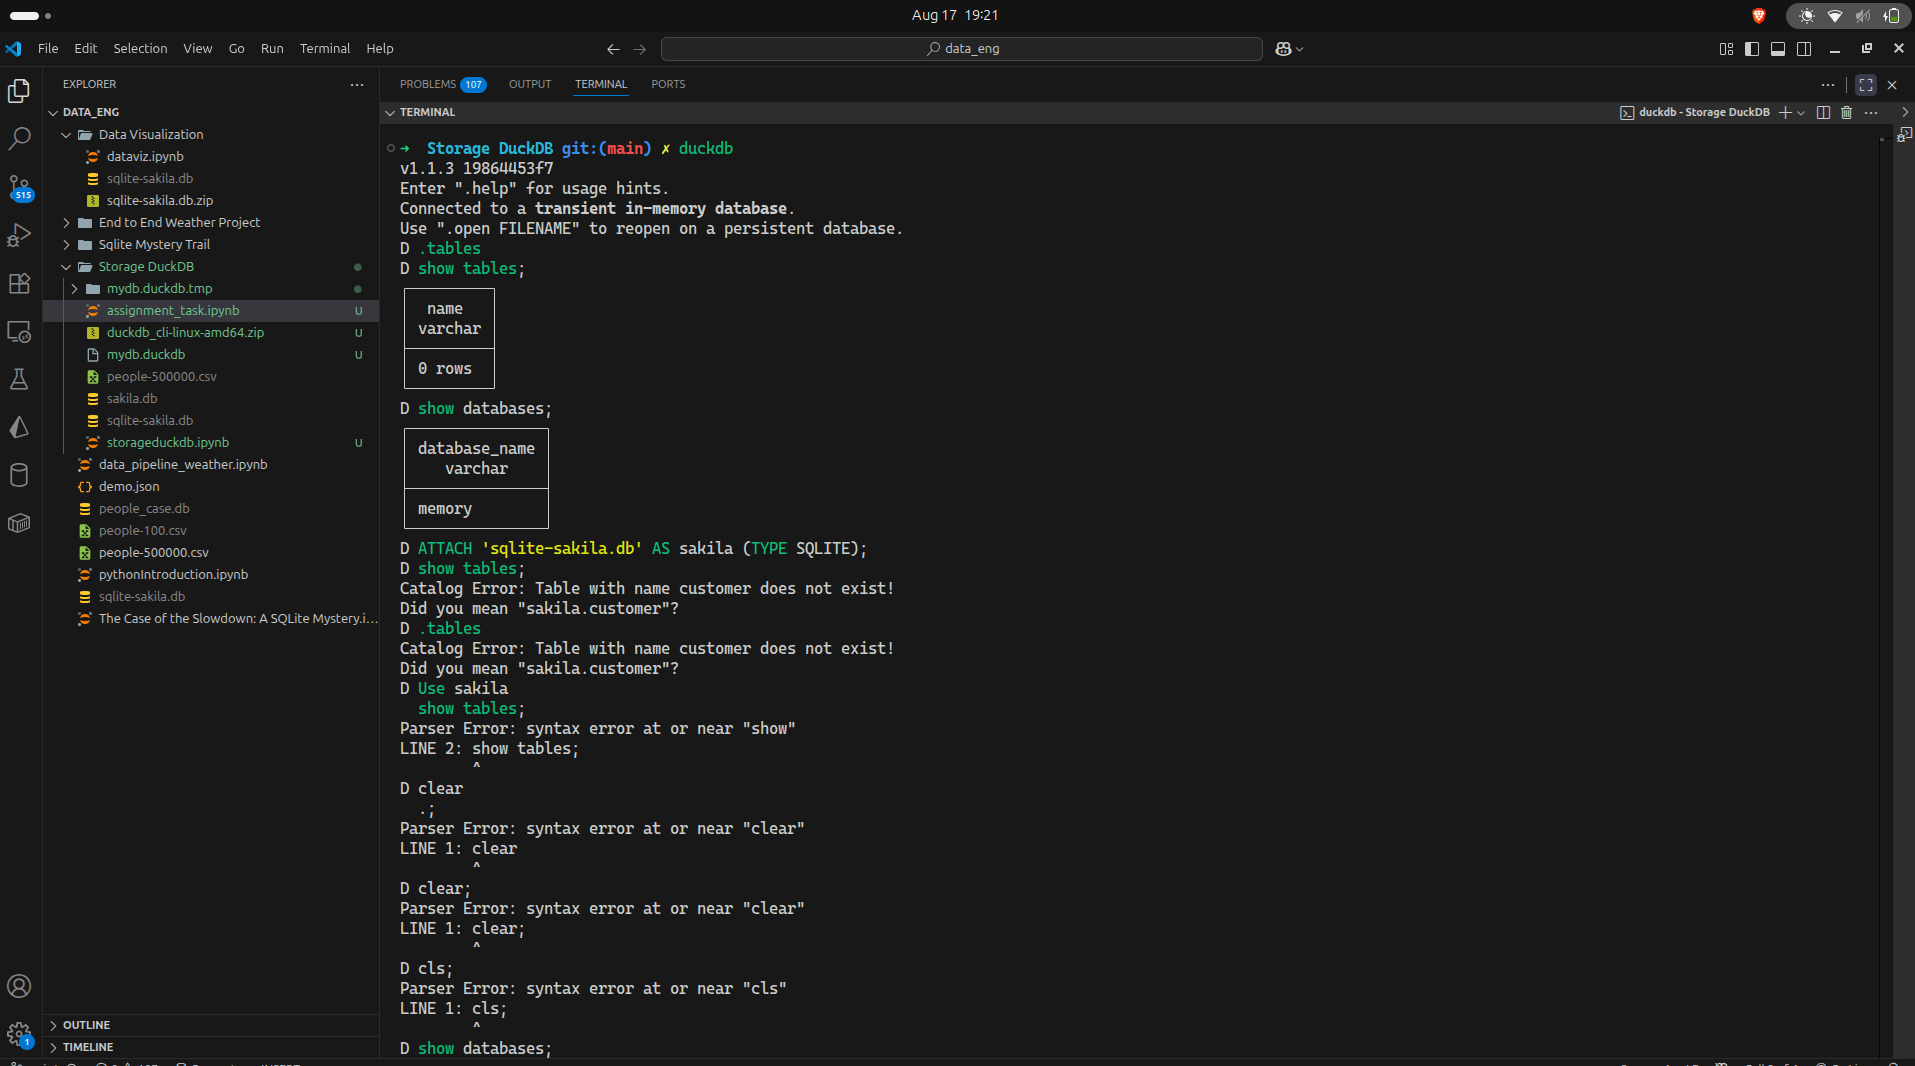 Aug 17 19:21
File Edit Selection View Go Run Terminal Help
data_eng
EXPLORER
DATA_ENG
Data Visualization
dataviz.ipynb
sqlite-sakila.db
sqlite-sakila.db.zip
End to End Weather Project
Sqlite Mystery Trail
Storage DuckDB
mydb.duckdb.tmp
assignment_task.ipynb U
duckdb_cli-linux-amd64.zip U
mydb.duckdb U
people-500000.csv
sakila.db
sqlite-sakila.db
storageduckdb.ipynb U
data_pipeline_weather.ipynb
demo.json
people_case.db
people-100.csv
people-500000.csv
pythonIntroduction.ipynb
sqlite-sakila.db
The Case of the Slowdown: A SQLite Mystery.i...
OUTLINE
TIMELINE
515
1
PROBLEMS 107 OUTPUT TERMINAL PORTS
TERMINAL
duckdb - Storage DuckDB
→ Storage DuckDB git:(main) ✗ duckdb
v1.1.3 19864453f7
Enter ".help" for usage hints.
Connected to a transient in-memory database.
Use ".open FILENAME" to reopen on a persistent database.
D .tables
D show tables;
name
varchar
0 rows
D show databases;
database_name
varchar
memory
D ATTACH 'sqlite-sakila.db' AS sakila (TYPE SQLITE);
D show tables;
Catalog Error: Table with name customer does not exist!
Did you mean "sakila.customer"?
D .tables
Catalog Error: Table with name customer does not exist!
Did you mean "sakila.customer"?
D Use sakila
show tables;
Parser Error: syntax error at or near "show"
LINE 2: show tables;
^
D clear
.;
Parser Error: syntax error at or near "clear"
LINE 1: clear
^
D clear;
Parser Error: syntax error at or near "clear"
LINE 1: clear;
^
D cls;
Parser Error: syntax error at or near "cls"
LINE 1: cls;
^
D show databases;